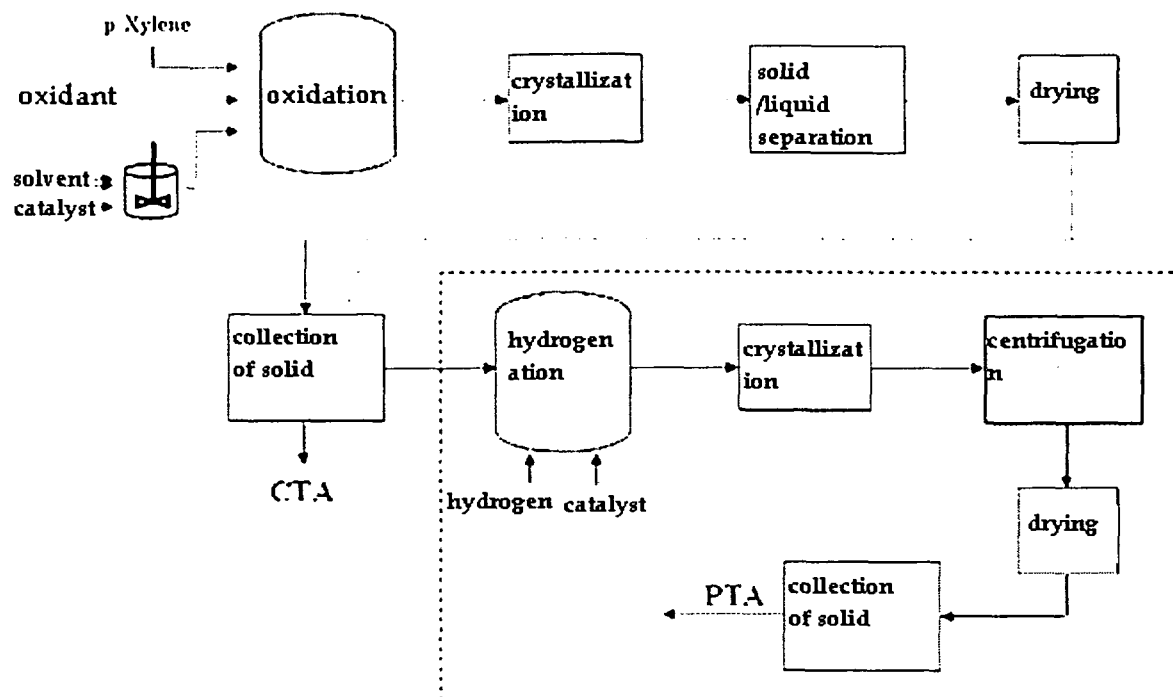 p Xylene
oxidant
solvent
catalyst
oxidation
crystallizat
ion
solid
/liquid
separation
drying
collection
of solid
CTA
hydrogen
ation
hydrogen
catalyst
crystallizat
ion
centrifugatio
n
drying
collection
of solid
PTA